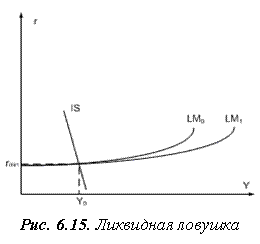 r
IS
LM₀
LM₁
rmin
Y₀
Y
Рис. 6.15. Ликвидная ловушка